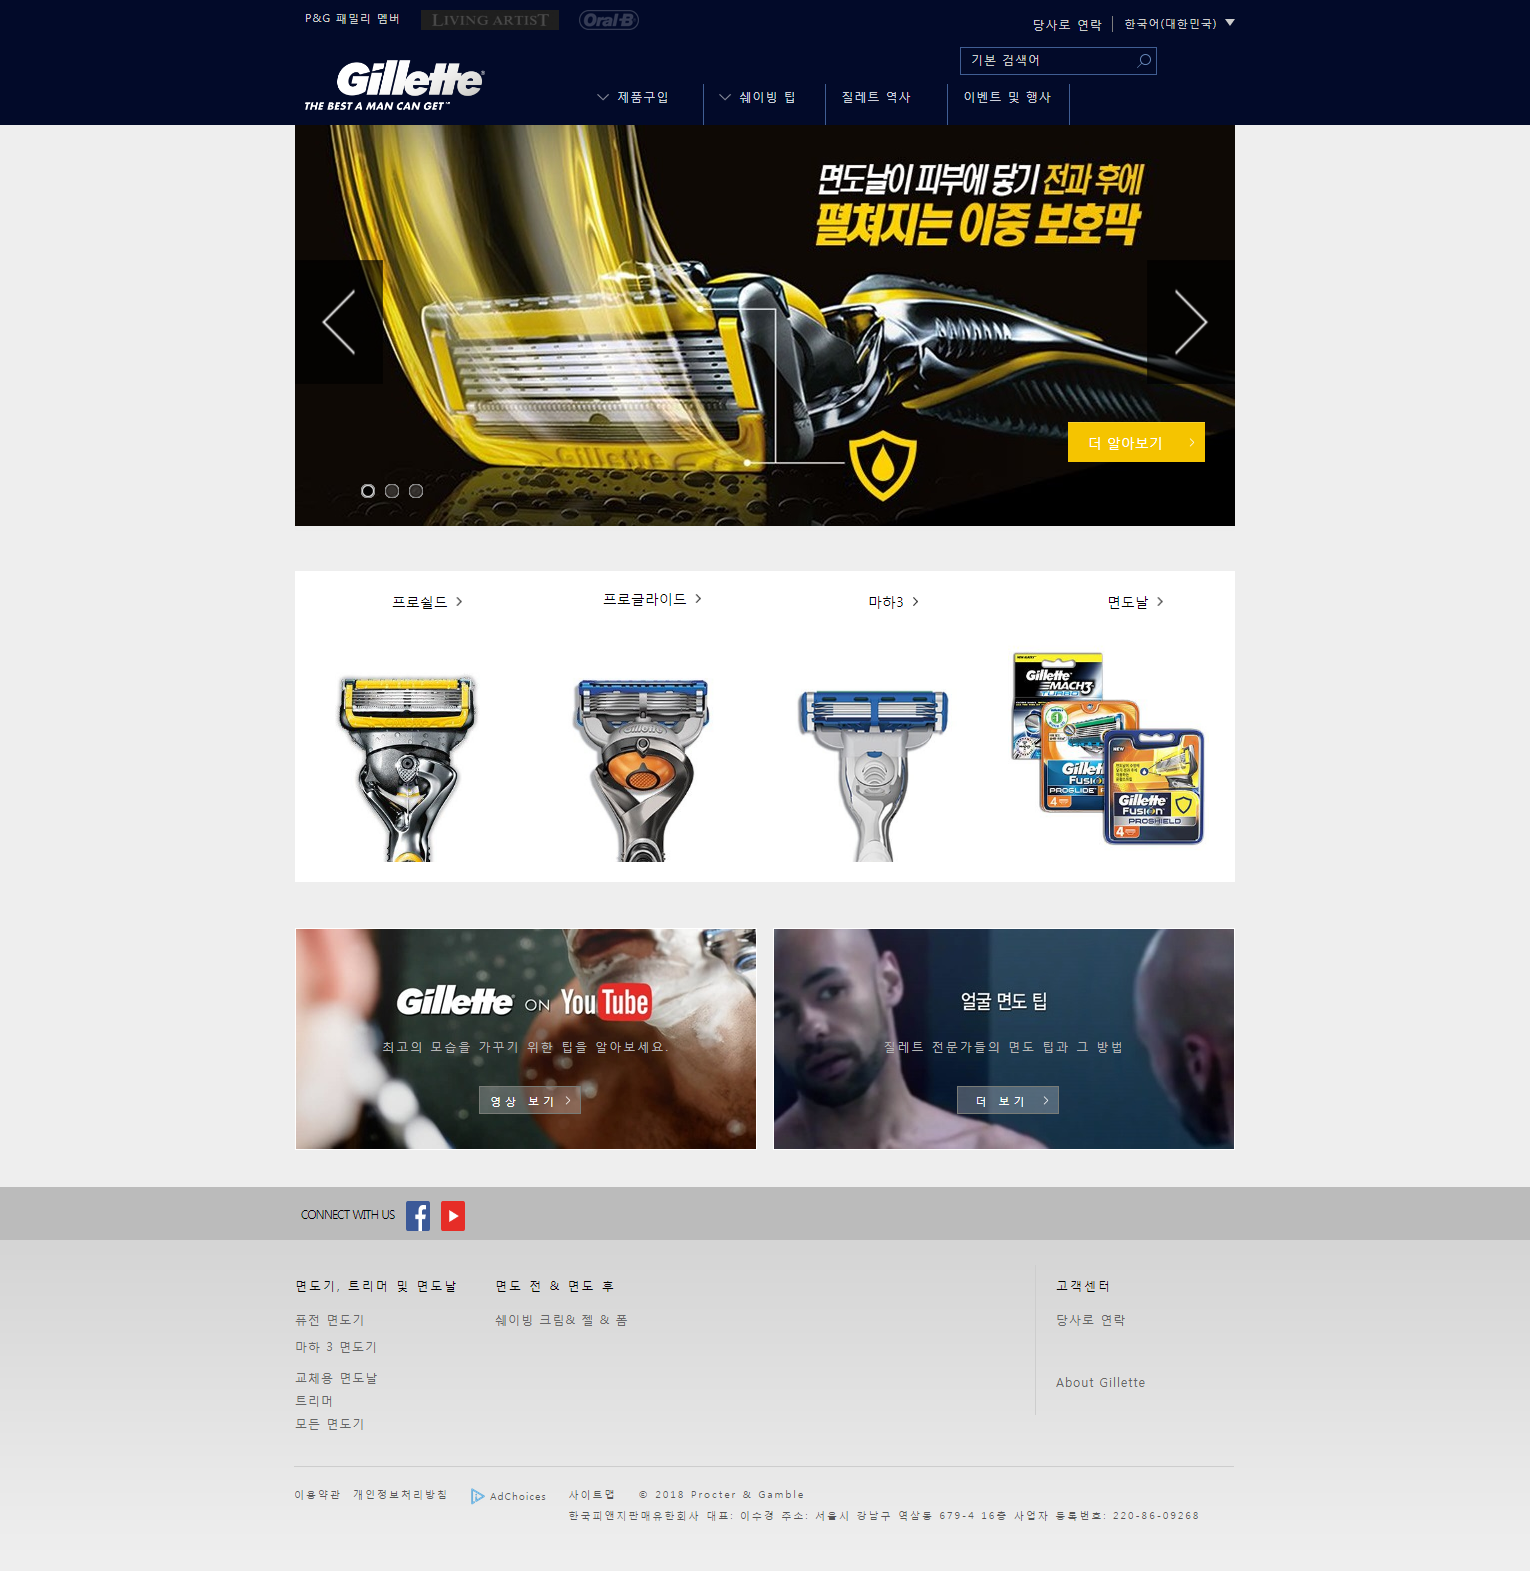 P&G 패밀리 멤버
LIVING ARTIST
Oral-B
당사로 연락
한국어(대한민국)
기본 검색어
Gillette
THE BEST A MAN CAN GET™
제품구입
쉐이빙 팁
질레트 역사
이벤트 및 행사
면도날이 피부에 닿기 전과 후에
펼쳐지는 이중 보호막
더 알아보기
프로쉴드
프로글라이드
마하3
면도날
Gillette
Gillette
MACH3
TURBO
Gillette
Fusion
PROGLIDE
4
NEW
Gillette
Fusion
PROSHIELD
4
Gillette ON YouTube
최고의 모습을 가꾸기 위한 팁을 알아보세요.
영상 보기
얼굴 면도 팁
질레트 전문가들의 면도 팁과 그 방법
더 보기
CONNECT WITH US
면도기, 트리머 및 면도날
퓨전 면도기
마하 3 면도기
교체용 면도날
트리머
모든 면도기
면도 전 & 면도 후
쉐이빙 크림& 젤 & 폼
고객센터
당사로 연락
About Gillette
이용약관 개인정보처리방침 AdChoices 사이트맵 © 2018 Procter & Gamble
한국피앤지판매유한회사 대표: 이수경 주소: 서울시 강남구 역삼동 679-4 16층 사업자 등록번호: 220-86-09268